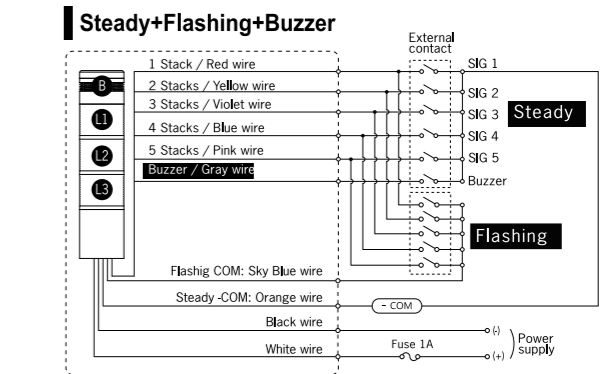 Steady+Flashing+Buzzer
External
contact
1 Stack / Red wire
SIG 1
B
2 Stacks / Yellow wire
SIG 2
3 Stacks / Violet wire
SIG 3
Steady
L1
4 Stacks / Blue wire
SIG 4
L2
5 Stacks / Pink wire
SIG 5
Buzzer / Gray wire
Buzzer
L3
Flashing
Flashig COM: Sky Blue wire
Steady -COM: Orange wire
- COM
Black wire
(-)
Power
supply
White wire
Fuse 1A
(+)